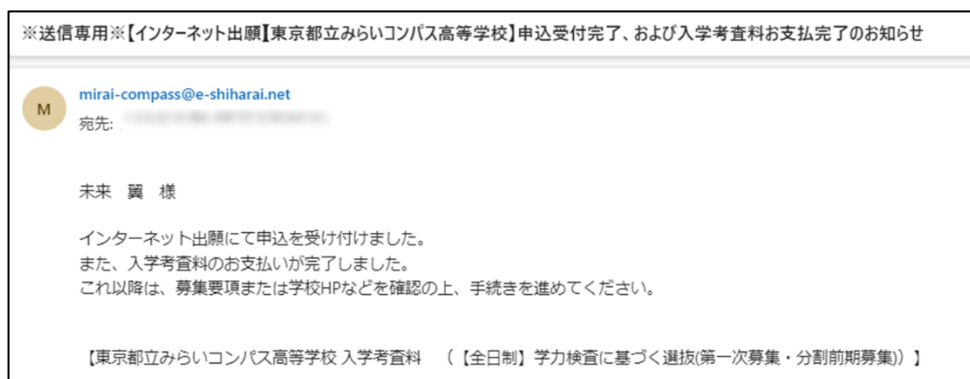 ※送信専用※【インターネット出願【東京都立みらいコンパス高等学校】申込受付完了、および入学考査料お支払完了のお知らせ
M
mirai-compass@e-shiharai.net
宛先:
未来　翼　様
インターネット出願にて申込を受け付けました。
また、入学考査料のお支払いが完了しました。
これ以降は、募集要項または学校HPなどを確認の上、手続きを進めてください。
【東京都立みらいコンパス高等学校 入学考査料　（【全日制】学力検査に基づく選抜(第一次募集・分割前期募集)）】